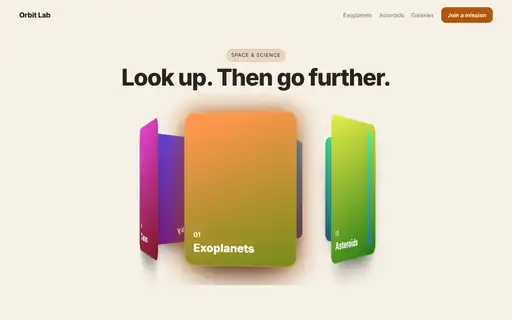 Orbit Lab
Exoplanets
Asteroids
Galaxies
Join a mission
SPACE & SCIENCE
Look up. Then go further.
01
Exoplanets
Asteroids